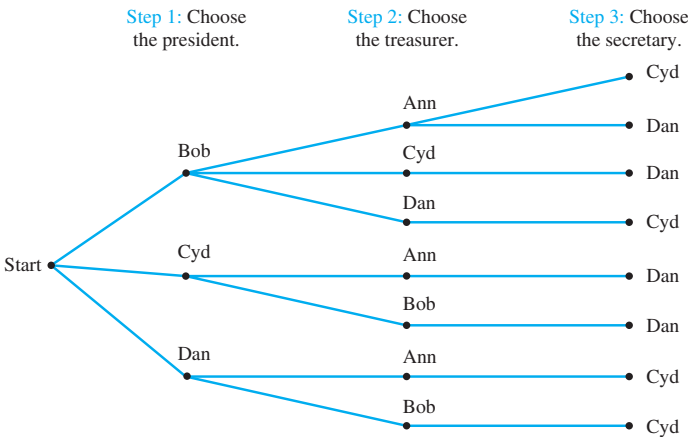 Step 1: Choose
the president.
Step 2: Choose
the treasurer.
Step 3: Choose
the secretary.
Start
Bob
Cyd
Dan
Ann
Cyd
Dan
Ann
Bob
Ann
Bob
Cyd
Dan
Dan
Cyd
Dan
Dan
Cyd
Cyd